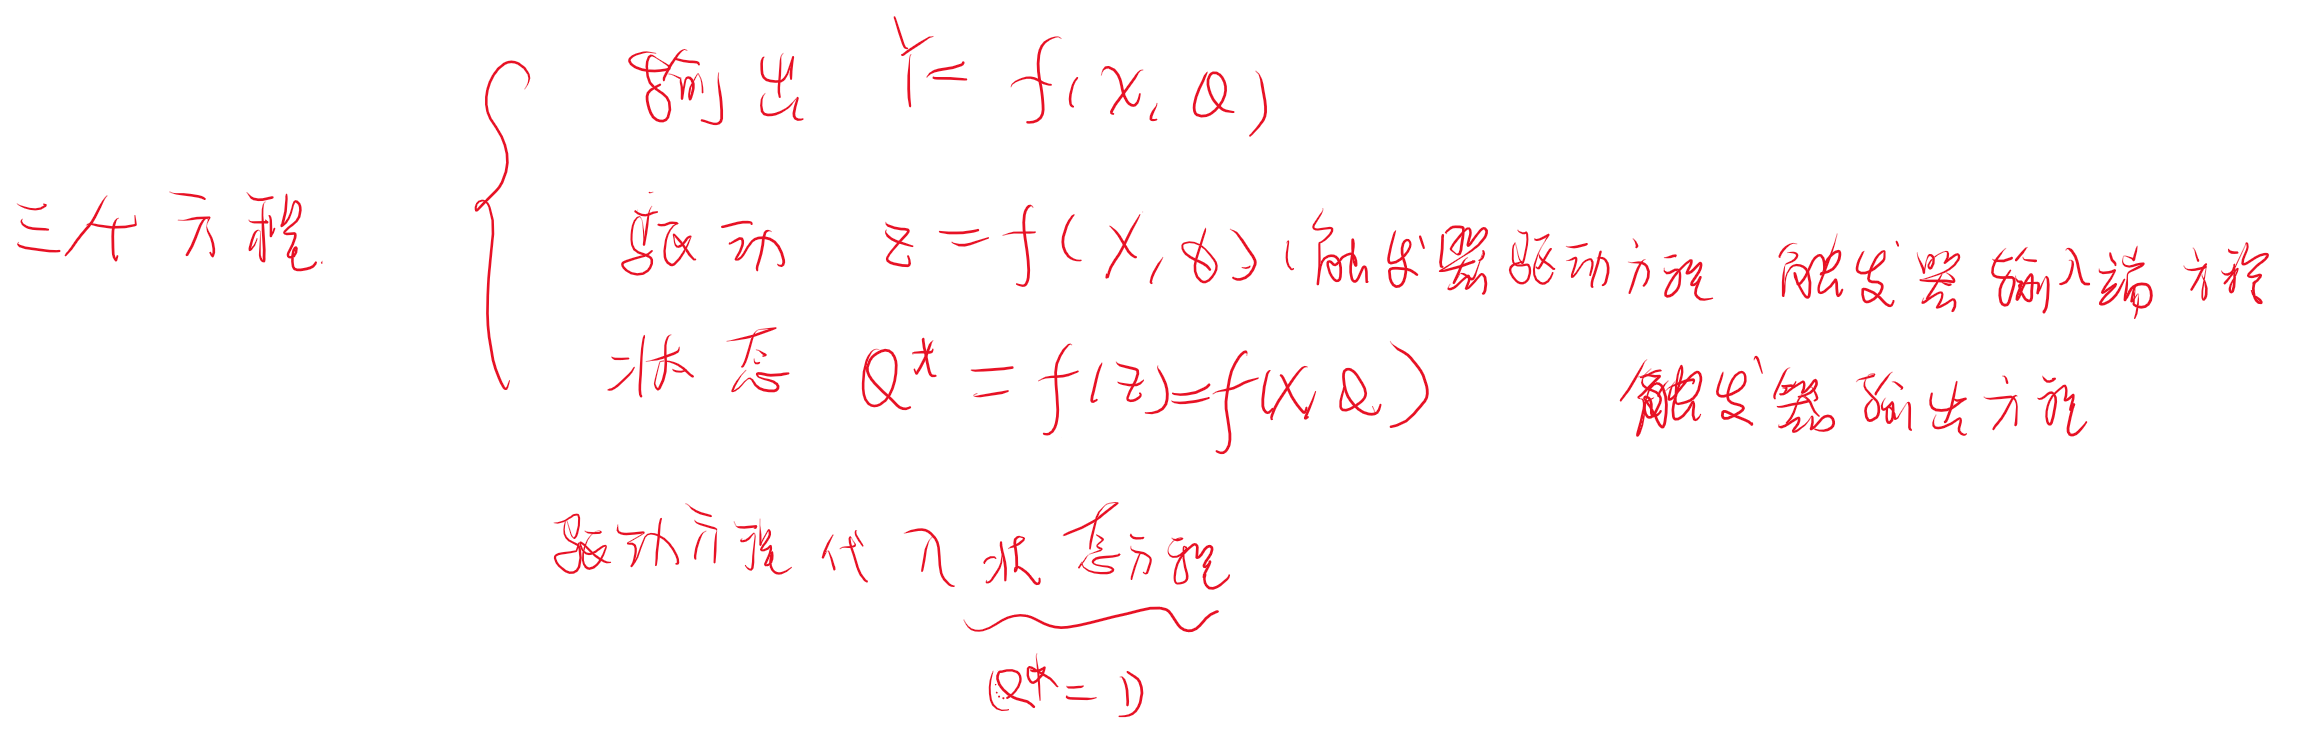 三个方程
输出 Y = f(X, Q)
驱动 Z = f(X, Q) (触发器驱动方程 触发器输入端方程
状态 Q* = f(Z) = f(X, Q) 触发器输出方程
驱动方程代入状态方程
(Q* = 1)